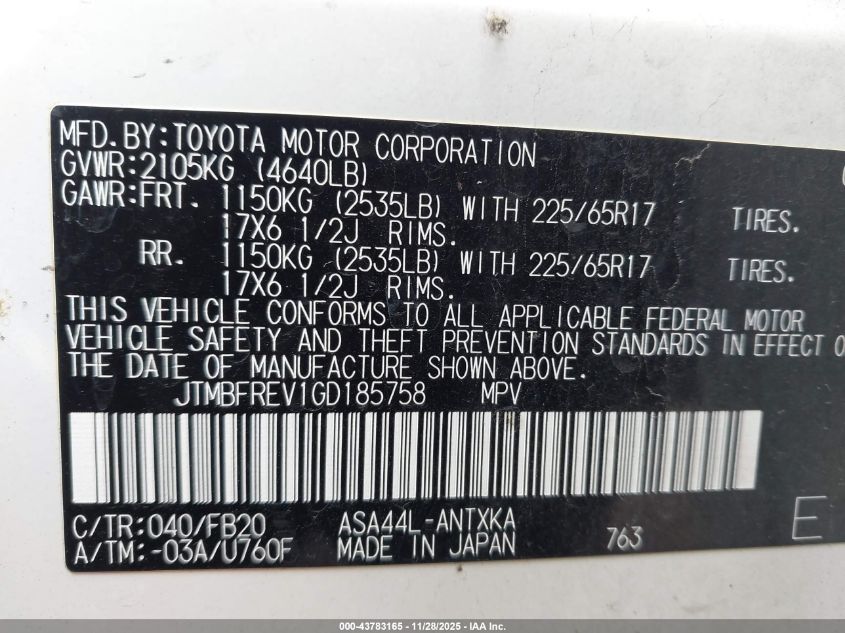 MFD.BY:TOYOTA MOTOR CORPORATION
GVWR:2105KG (4640LB)
GAWR:FRT. 1150KG (2535LB) WITH 225/65R17 TIRES.
17X6 1/2J RIMS.
RR. 1150KG (2535LB) WITH 225/65R17 TIRES.
17X6 1/2J RIMS.
THIS VEHICLE CONFORMS TO ALL APPLICABLE FEDERAL MOTOR
VEHICLE SAFETY AND THEFT PREVENTION STANDARDS IN EFFECT
THE DATE OF MANUFACTURE SHOWN ABOVE.
JTMBFREV1GD185758 MPV
C/TR:040/FB20 ASA44L-ANTXKA
A/TM:-03A/U760F MADE IN JAPAN 763 E
000-43783165 - 11/28/2025 - IAA Inc.